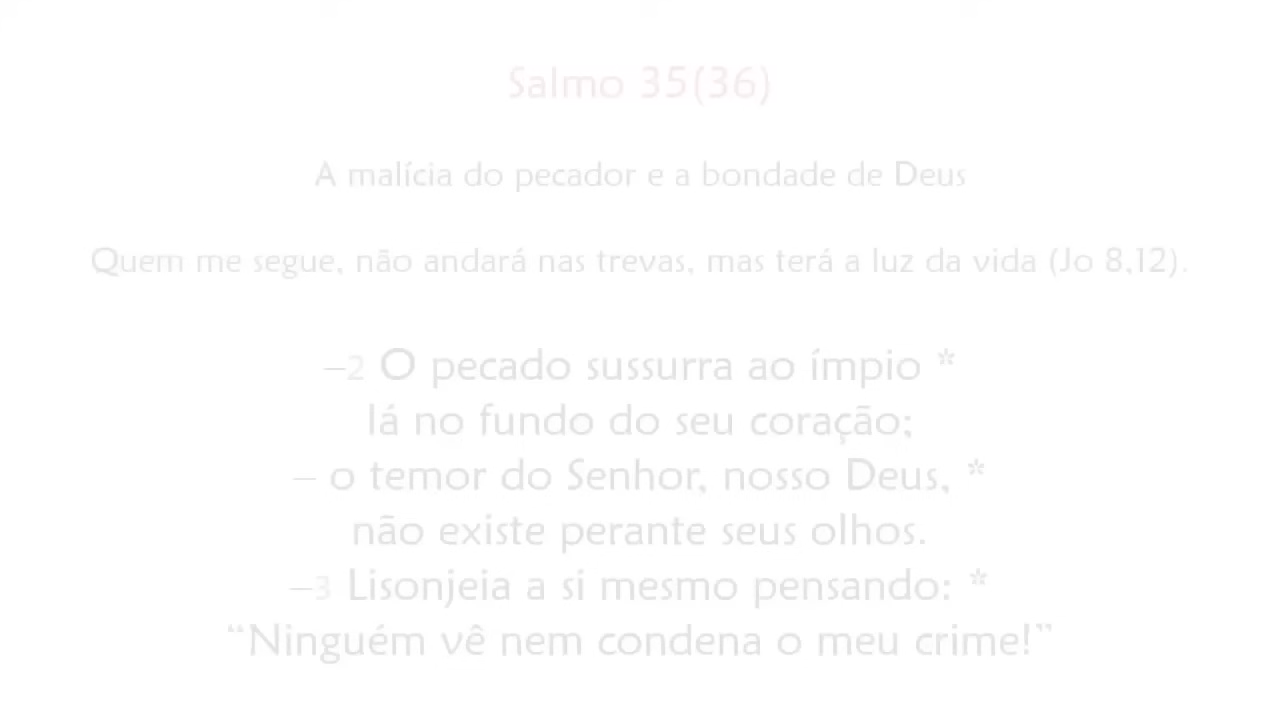 Salmo 35(36)
A malícia do pecador e a bondade de Deus
Quem me segue, não andará nas trevas, mas terá a luz da vida (Jo 8,12).
–2 O pecado sussurra ao ímpio *
lá no fundo do seu coração;
– o temor do Senhor, nosso Deus, *
não existe perante seus olhos.
–3 Lisonjeia a si mesmo pensando: *
“Ninguém vê nem condena o meu crime!”